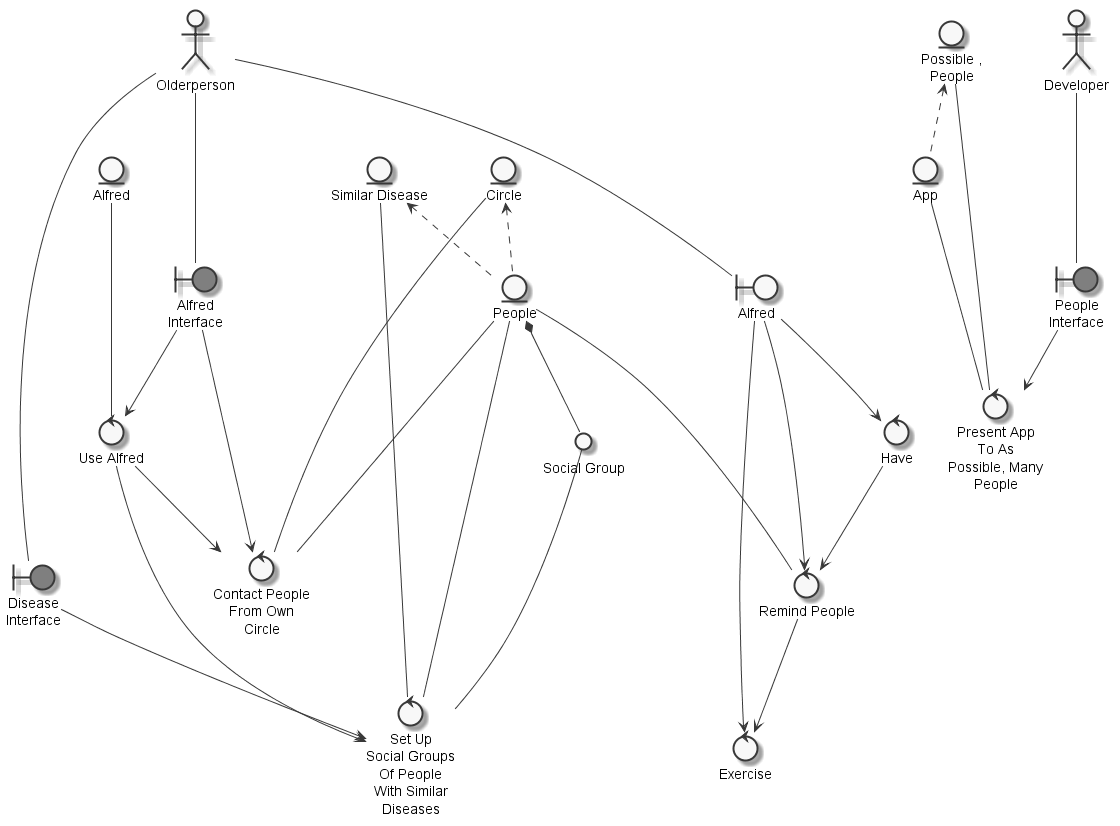 Olderperson
Possible ,
People
Developer
Alfred
Similar Disease
Circle
App
Alfred
Interface
People
Alfred
People
Interface
Use Alfred
Social Group
Have
Present App
To As
Possible, Many
People
Disease
Interface
Contact People
From Own
Circle
Remind People
Set Up
Social Groups
Of People
With Similar
Diseases
Exercise